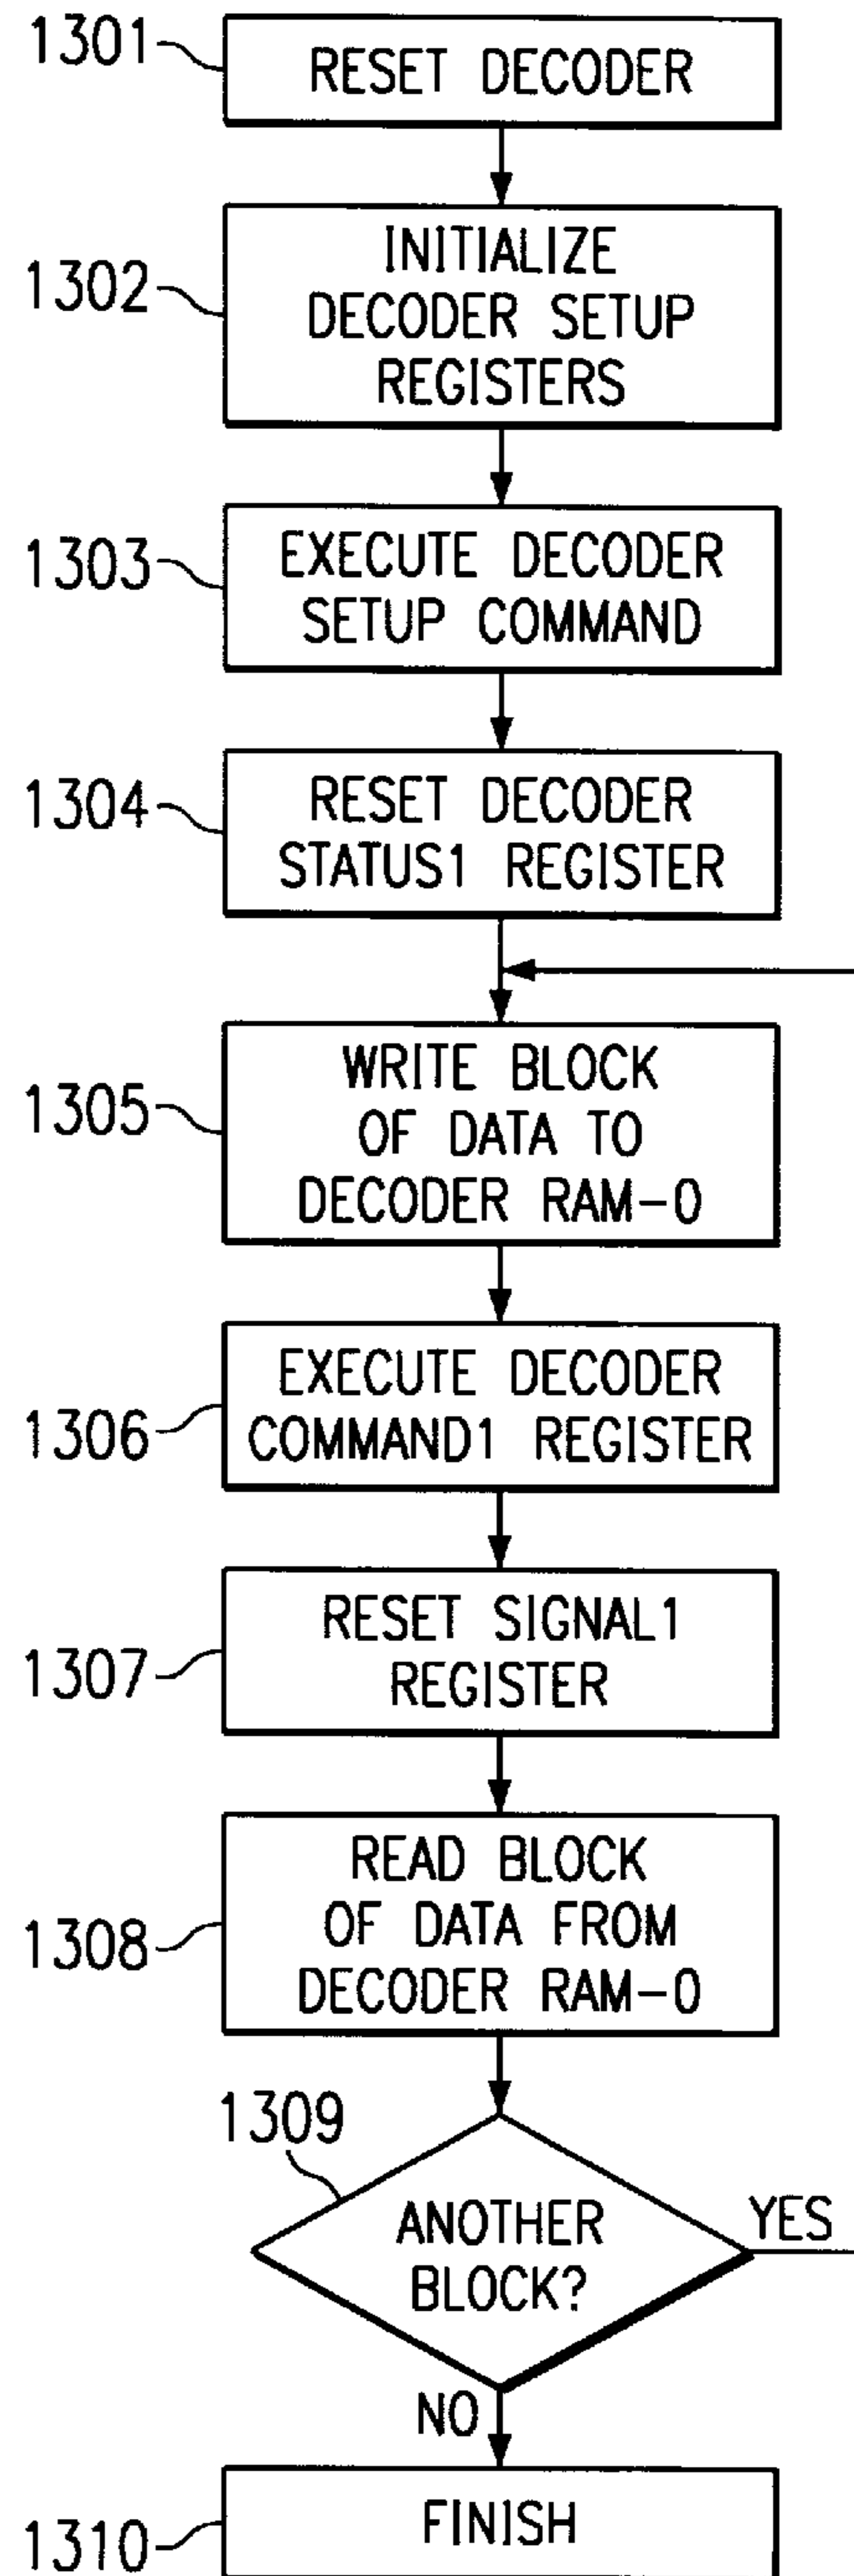 1301
RESET DECODER
1302
INITIALIZE
DECODER SETUP
REGISTERS
1303
EXECUTE DECODER
SETUP COMMAND
1304
RESET DECODER
STATUS1 REGISTER
1305
WRITE BLOCK
OF DATA TO
DECODER RAM-0
1306
EXECUTE DECODER
COMMAND1 REGISTER
1307
RESET SIGNAL1
REGISTER
1308
READ BLOCK
OF DATA FROM
DECODER RAM-0
1309
ANOTHER
BLOCK?
YES
NO
1310
FINISH